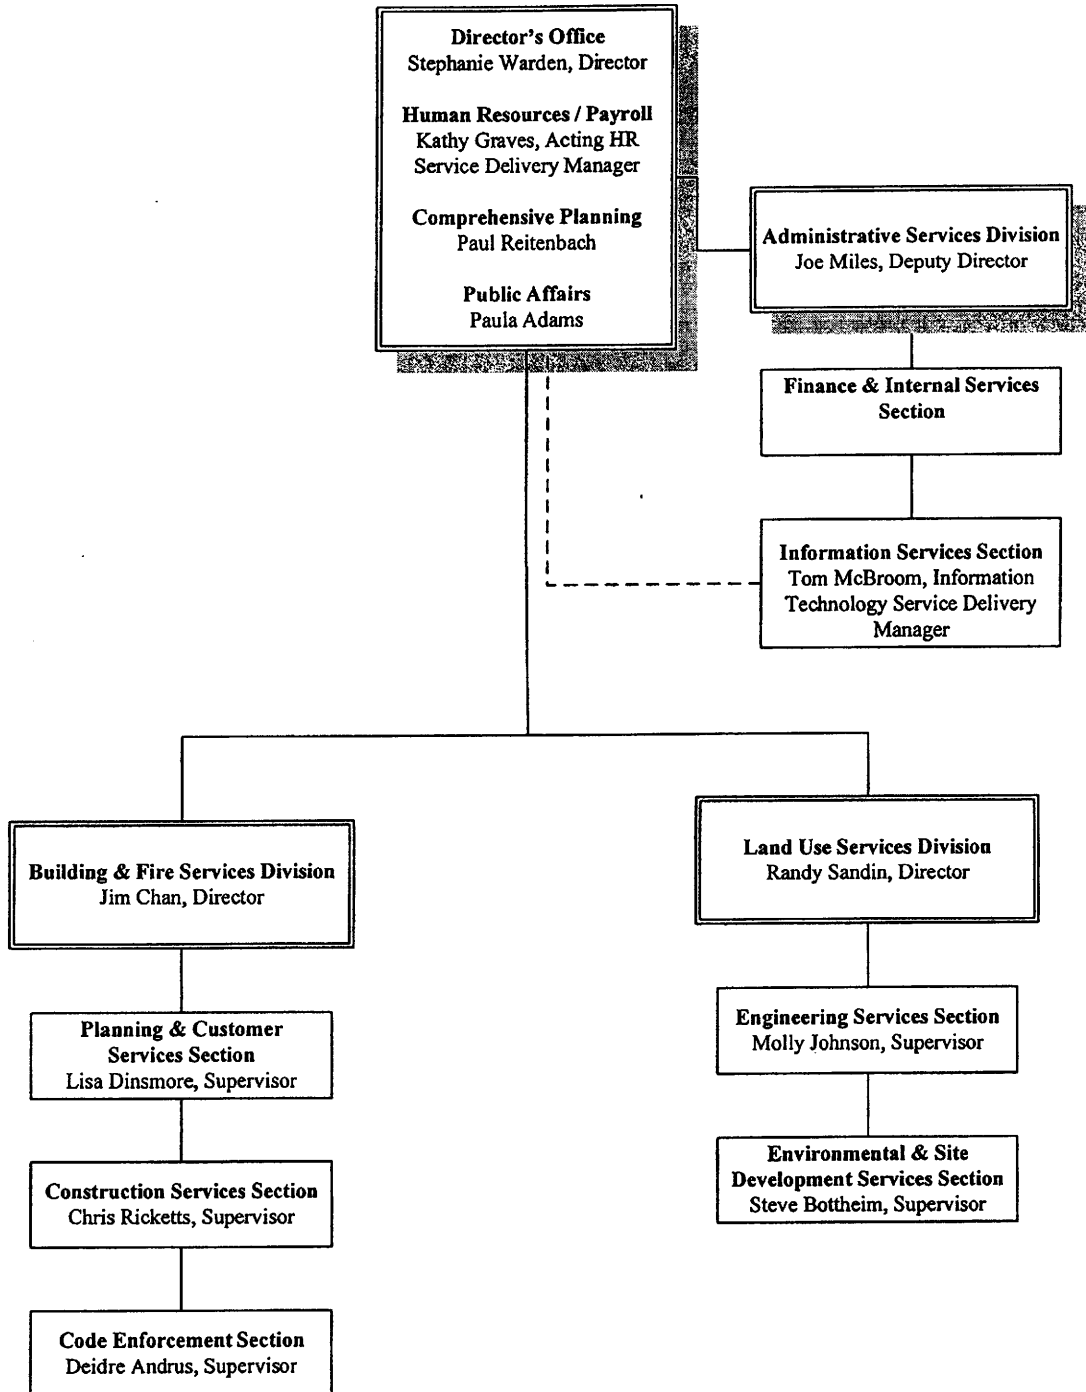 Director's Office
Stephanie Warden, Director
Human Resources / Payroll
Kathy Graves, Acting HR
Service Delivery Manager
Comprehensive Planning
Paul Reitenbach
Public Affairs
Paula Adams
Administrative Services Division
Joe Miles, Deputy Director
Finance & Internal Services
Section
Information Services Section
Tom McBroom, Information
Technology Service Delivery
Manager
Building & Fire Services Division
Jim Chan, Director
Planning & Customer
Services Section
Lisa Dinsmore, Supervisor
Construction Services Section
Chris Ricketts, Supervisor
Code Enforcement Section
Deidre Andrus, Supervisor
Land Use Services Division
Randy Sandin, Director
Engineering Services Section
Molly Johnson, Supervisor
Environmental & Site
Development Services Section
Steve Bottheim, Supervisor